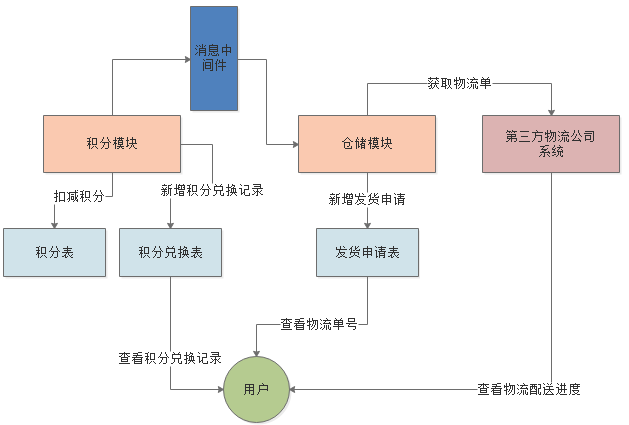 消息中
间件
获取物流单
积分模块
仓储模块
第三方物流公司
系统
扣减积分
新增积分兑换记录
新增发货申请
积分表
积分兑换表
发货申请表
查看物流单号
查看积分兑换记录
用户
查看物流配送进度